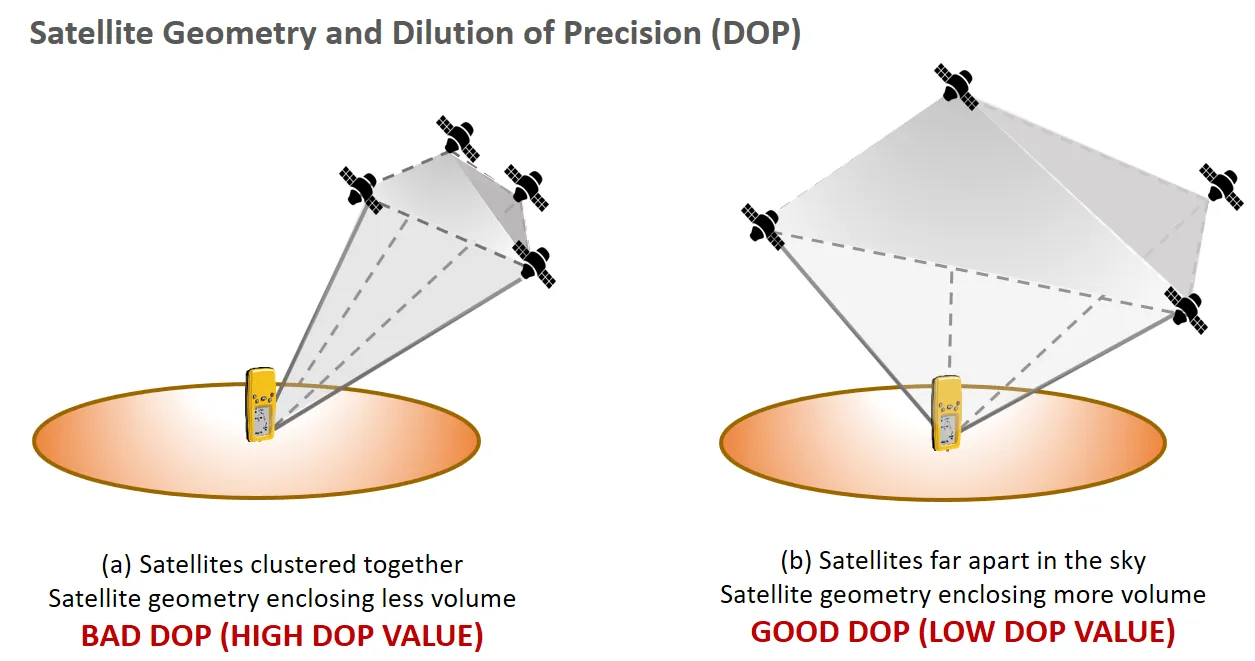 Satellite Geometry and Dilution of Precision (DOP)
(a) Satellites clustered together
Satellite geometry enclosing less volume
BAD DOP (HIGH DOP VALUE)
(b) Satellites far apart in the sky
Satellite geometry enclosing more volume
GOOD DOP (LOW DOP VALUE)